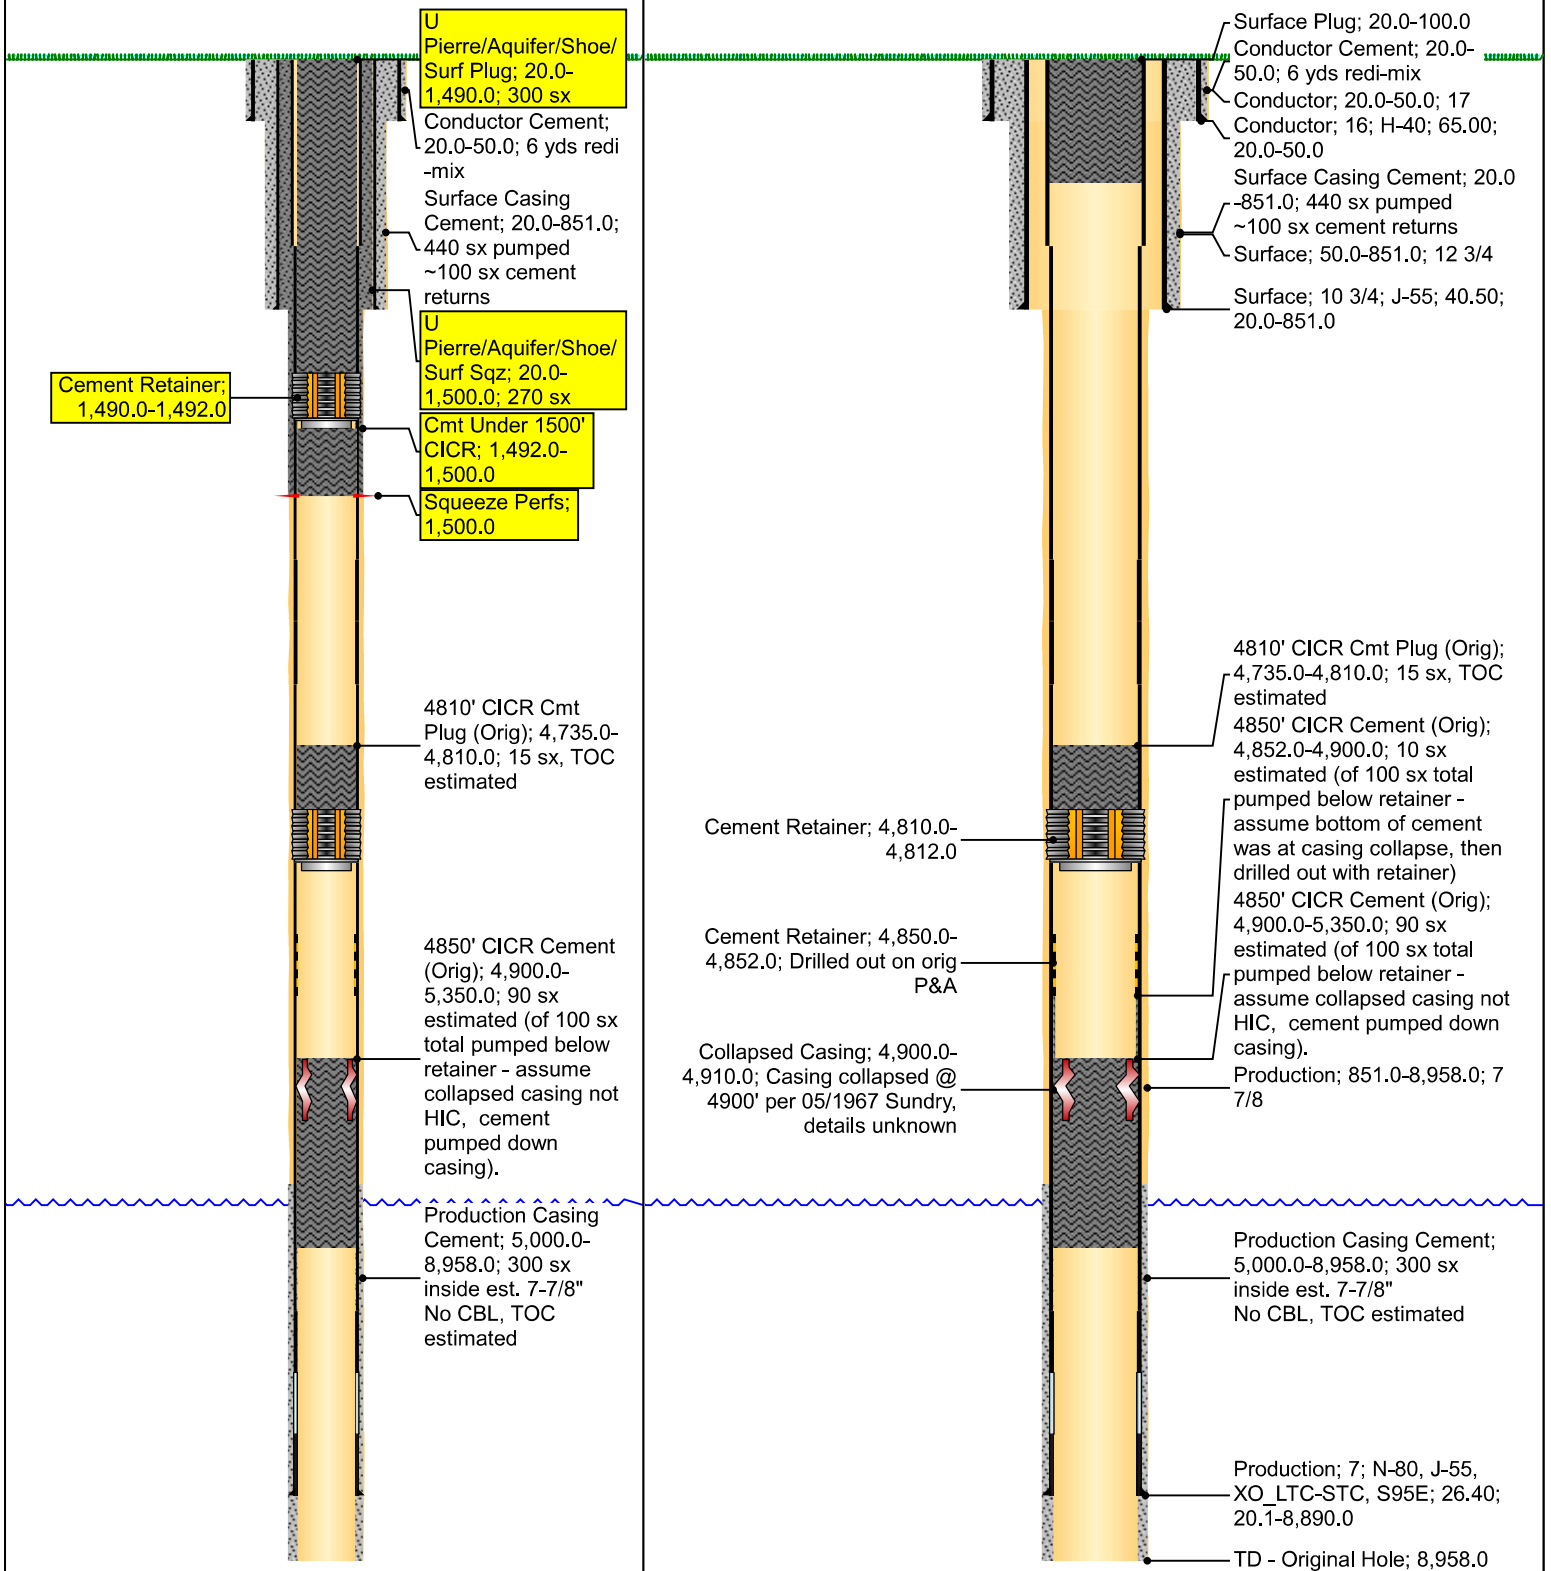 U
Pierre/Aquifer/Shoe/
Surf Plug; 20.0-
1,490.0; 300 sx
Conductor Cement;
20.0-50.0; 6 yds redi
-mix
Surface Casing
Cement; 20.0-851.0;
440 sx pumped
~100 sx cement
returns
U
Pierre/Aquifer/Shoe/
Surf Sqz; 20.0-
1,500.0; 270 sx
Cement Retainer;
1,490.0-1,492.0
Cmt Under 1500'
CICR; 1,492.0-
1,500.0
Squeeze Perfs;
1,500.0
4810' CICR Cmt
Plug (Orig); 4,735.0-
4,810.0; 15 sx, TOC
estimated
4850' CICR Cement
(Orig); 4,900.0-
5,350.0; 90 sx
estimated (of 100 sx
total pumped below
retainer - assume
collapsed casing not
HIC, cement
pumped down
casing).
Production Casing
Cement; 5,000.0-
8,958.0; 300 sx
inside est. 7-7/8"
No CBL, TOC
estimated
Surface Plug; 20.0-100.0
Conductor Cement; 20.0-
50.0; 6 yds redi-mix
Conductor; 20.0-50.0; 17
Conductor; 16; H-40; 65.00;
20.0-50.0
Surface Casing Cement; 20.0
-851.0; 440 sx pumped
~100 sx cement returns
Surface; 50.0-851.0; 12 3/4
Surface; 10 3/4; J-55; 40.50;
20.0-851.0
4810' CICR Cmt Plug (Orig);
4,735.0-4,810.0; 15 sx, TOC
estimated
4850' CICR Cement (Orig);
4,852.0-4,900.0; 10 sx
estimated (of 100 sx total
pumped below retainer -
assume bottom of cement
was at casing collapse, then
drilled out with retainer)
4850' CICR Cement (Orig);
4,900.0-5,350.0; 90 sx
estimated (of 100 sx total
pumped below retainer -
assume collapsed casing not
HIC, cement pumped down
casing).
Production; 851.0-8,958.0; 7
7/8
Cement Retainer; 4,810.0-
4,812.0
Cement Retainer; 4,850.0-
4,852.0; Drilled out on orig
P&A
Collapsed Casing; 4,900.0-
4,910.0; Casing collapsed @
4900' per 05/1967 Sundry,
details unknown
Production Casing Cement;
5,000.0-8,958.0; 300 sx
inside est. 7-7/8"
No CBL, TOC estimated
Production; 7; N-80, J-55,
XO_LTC-STC, S95E; 26.40;
20.1-8,890.0
TD - Original Hole; 8,958.0